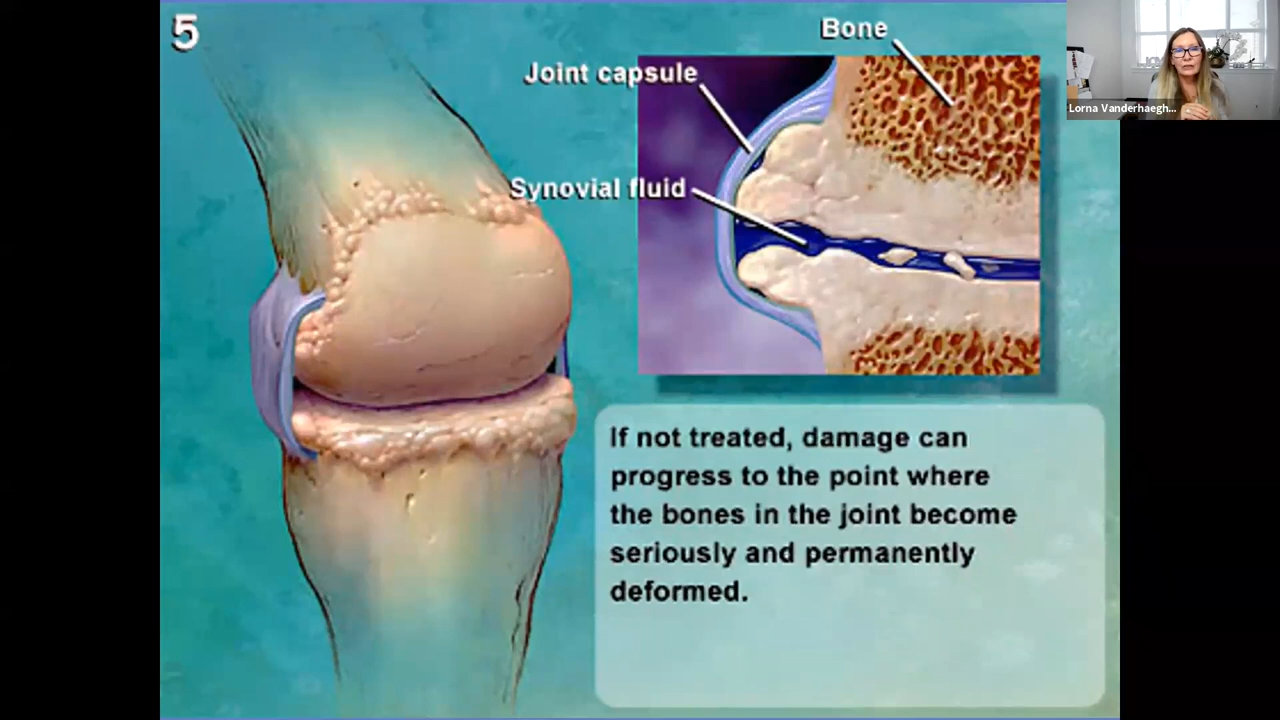 5
Bone
Joint capsule
Synovial fluid
Lorna Vanderhaegh...
If not treated, damage can
progress to the point where
the bones in the joint become
seriously and permanently
deformed.